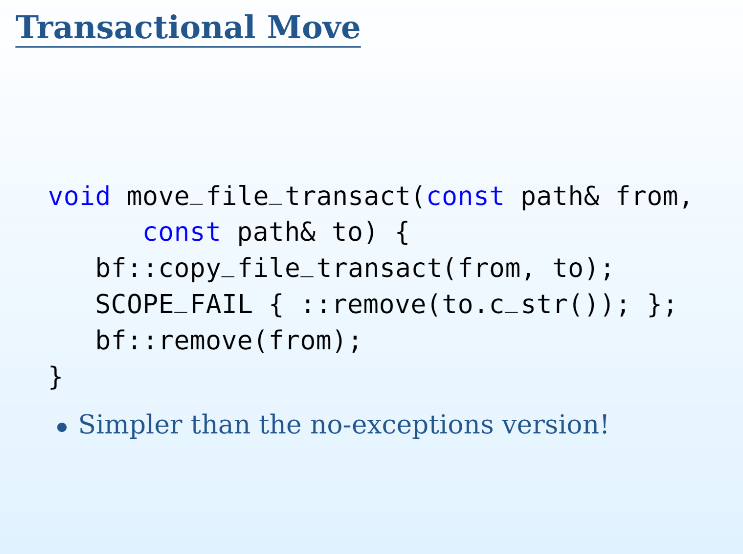 Transactional Move
void move_file_transact(const path& from,
      const path& to) {
   bf::copy_file_transact(from, to);
   SCOPE_FAIL { ::remove(to.c_str()); };
   bf::remove(from);
}
• Simpler than the no-exceptions version!